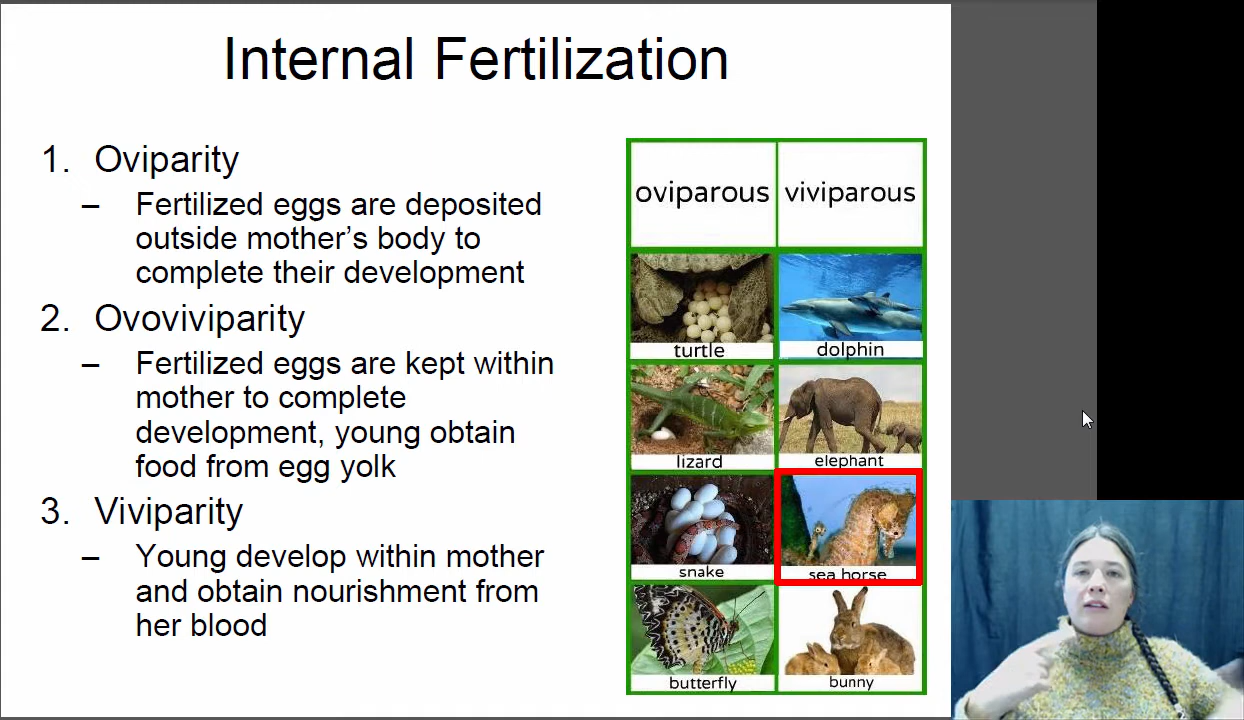 Internal Fertilization
1. Oviparity
– Fertilized eggs are deposited
outside mother’s body to
complete their development
2. Ovoviviparity
– Fertilized eggs are kept within
mother to complete
development, young obtain
food from egg yolk
3. Viviparity
– Young develop within mother
and obtain nourishment from
her blood
oviparous viviparous
turtle dolphin
lizard elephant
snake sea horse
butterfly bunny